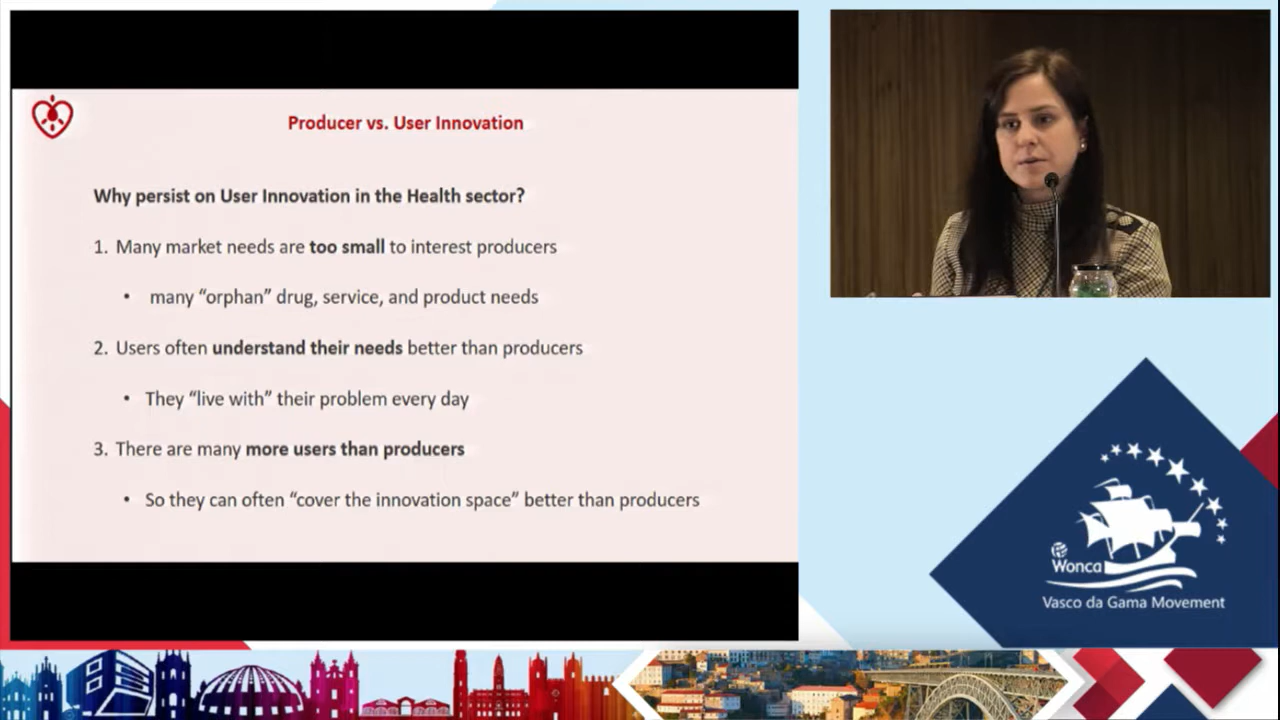 Producer vs. User Innovation
Why persist on User Innovation in the Health sector?
1. Many market needs are too small to interest producers
• many “orphan” drug, service, and product needs
2. Users often understand their needs better than producers
• They “live with” their problem every day
3. There are many more users than producers
• So they can often “cover the innovation space” better than producers
Wonca
Vasco da Gama Movement